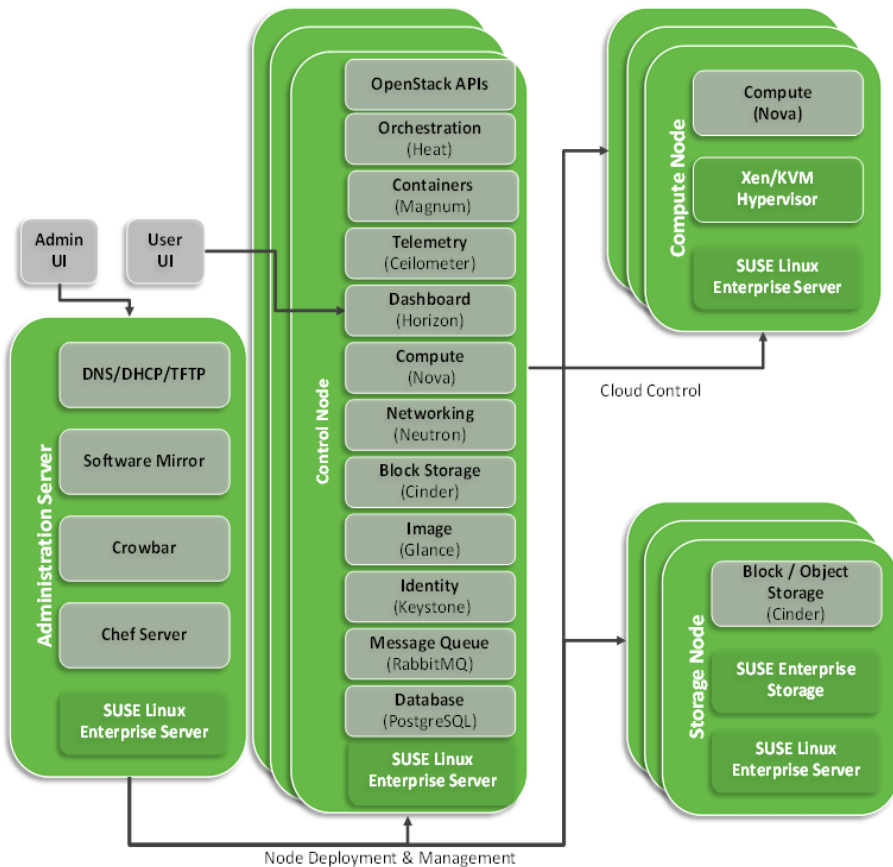 Admin
UI
User
UI
Administration Server
DNS/DHCP/TFTP
Software Mirror
Crowbar
Chef Server
SUSE Linux
Enterprise Server
Control Node
OpenStack APIs
Orchestration
(Heat)
Containers
(Magnum)
Telemetry
(Ceilometer)
Dashboard
(Horizon)
Compute
(Nova)
Networking
(Neutron)
Block Storage
(Cinder)
Image
(Glance)
Identity
(Keystone)
Message Queue
(RabbitMQ)
Database
(PostgreSQL)
SUSE Linux
Enterprise Server
Compute Node
Compute
(Nova)
Xen/KVM
Hypervisor
SUSE Linux
Enterprise Server
Cloud Control
Storage Node
Block / Object
Storage
(Cinder)
SUSE Enterprise
Storage
SUSE Linux
Enterprise Server
Node Deployment & Management